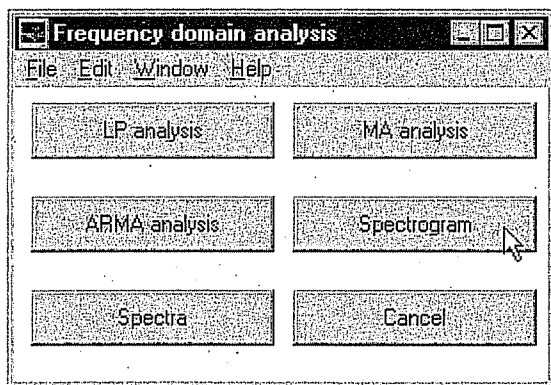 Frequency domain analysis
File Edit Window Help
LP analysis MA analysis
ARMA analysis Spectrogram
Spectra Cancel